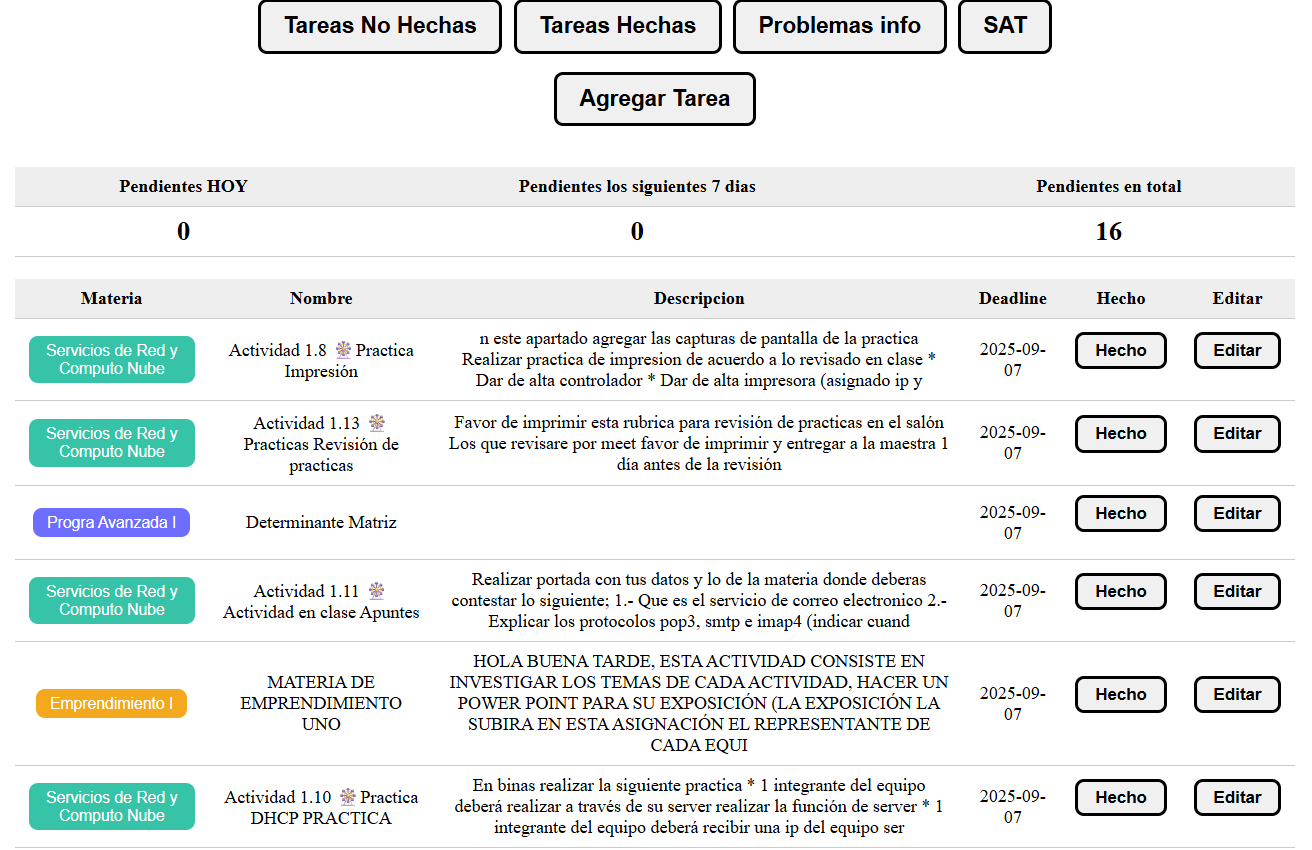 Tareas No Hechas Tareas Hechas Problemas info SAT
Agregar Tarea
Pendientes HOY Pendientes los siguientes 7 dias Pendientes en total
0 0 16
Materia Nombre Descripcion Deadline Hecho Editar
Servicios de Red y
Computo Nube
Actividad 1.8 🎡 Practica
Impresión
n este apartado agregar las capturas de pantalla de la practica
Realizar practica de impresion de acuerdo a lo revisado en clase *
Dar de alta controlador * Dar de alta impresora (asignado ip y
2025-09-
07
Hecho
Editar
Servicios de Red y
Computo Nube
Actividad 1.13 🎡
Practicas Revisión de
practicas
Favor de imprimir esta rubrica para revisión de practicas en el salón
Los que revisare por meet favor de imprimir y entregar a la maestra 1
día antes de la revisión
2025-09-
07
Hecho
Editar
Progra Avanzada I
Determinante Matriz
2025-09-
07
Hecho
Editar
Servicios de Red y
Computo Nube
Actividad 1.11 🎡
Actividad en clase Apuntes
Realizar portada con tus datos y lo de la materia donde deberas
contestar lo siguiente; 1.- Que es el servicio de correo electronico 2.-
Explicar los protocolos pop3, smtp e imap4 (indicar cuand
2025-09-
07
Hecho
Editar
Emprendimiento I
MATERIA DE
EMPRENDIMIENTO
UNO
HOLA BUENA TARDE, ESTA ACTIVIDAD CONSISTE EN
INVESTIGAR LOS TEMAS DE CADA ACTIVIDAD, HACER UN
POWER POINT PARA SU EXPOSICIÓN (LA EXPOSICIÓN LA
SUBIRA EN ESTA ASIGNACIÓN EL REPRESENTANTE DE
CADA EQUI
2025-09-
07
Hecho
Editar
Servicios de Red y
Computo Nube
Actividad 1.10 🎡 Practica
DHCP PRACTICA
En binas realizar la siguiente practica * 1 integrante del equipo
deberá realizar a través de su server realizar la función de server * 1
integrante del equipo deberá recibir una ip del equipo ser
2025-09-
07
Hecho
Editar